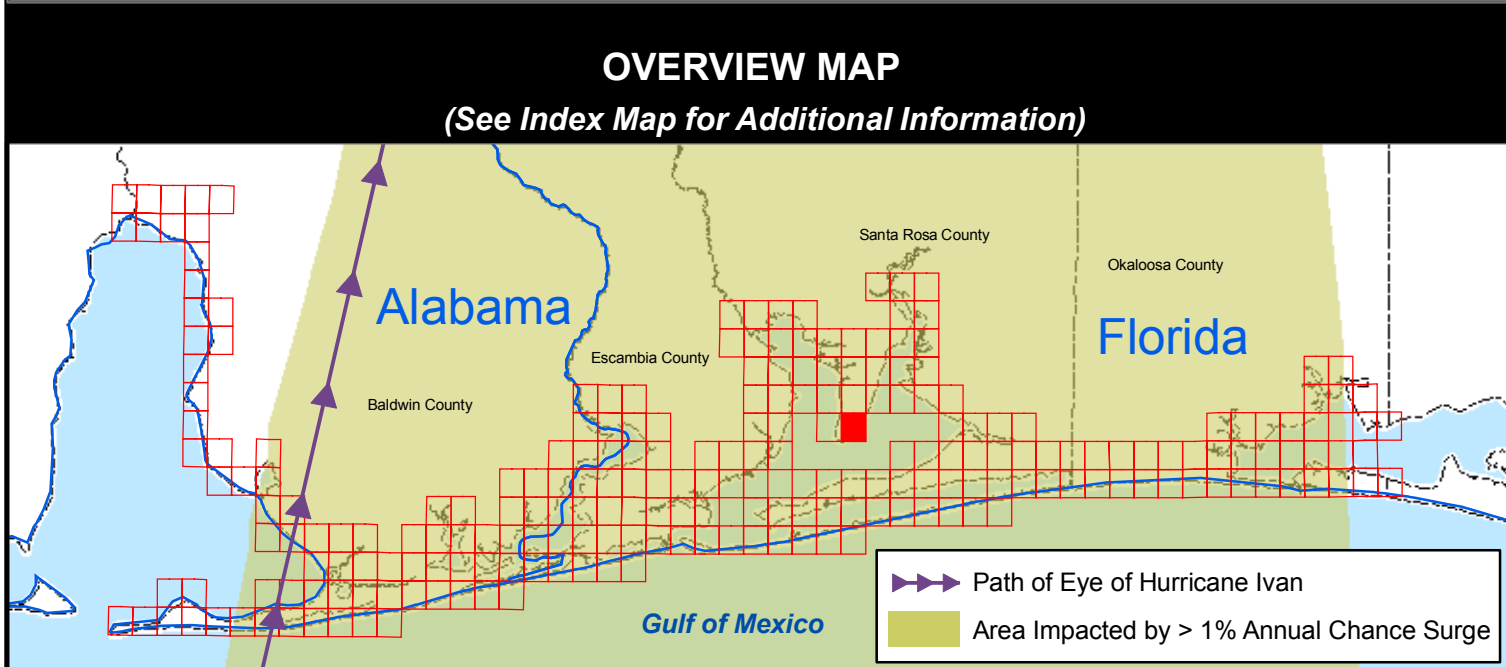 OVERVIEW MAP
(See Index Map for Additional Information)
Santa Rosa County
Okaloosa County
Alabama
Florida
Escambia County
Baldwin County
Path of Eye of Hurricane Ivan
Gulf of Mexico
Area Impacted by > 1% Annual Chance Surge